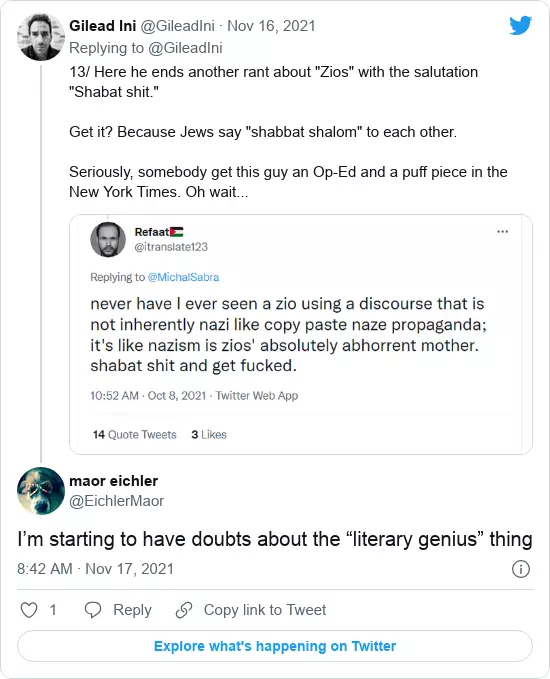 Gilead Ini @GileadIni · Nov 16, 2021
Replying to @GileadIni
13/ Here he ends another rant about "Zios" with the salutation
"Shabat shit."
Get it? Because Jews say "shabbat shalom" to each other.
Seriously, somebody get this guy an Op-Ed and a puff piece in the
New York Times. Oh wait...
Refaat🇵🇸
@itranslate123
Replying to @MichalSabra
never have I ever seen a zio using a discourse that is
not inherently nazi like copy paste naze propaganda;
it's like nazism is zios' absolutely abhorrent mother.
shabat shit and get fucked.
10:52 AM · Oct 8, 2021 · Twitter Web App
14 Quote Tweets 3 Likes
maor eichler
@EichlerMaor
I'm starting to have doubts about the “literary genius” thing
8:42 AM · Nov 17, 2021
1 Reply Copy link to Tweet
Explore what's happening on Twitter